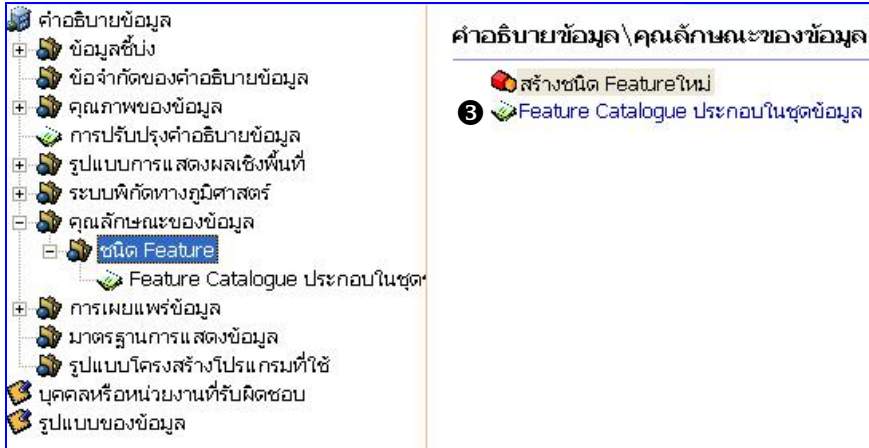 คำอธิบายข้อมูล
ข้อมูลชี้บ่ง
ข้อจำกัดของคำอธิบายข้อมูล
คุณภาพของข้อมูล
การปรับปรุงคำอธิบายข้อมูล
รูปแบบการแสดงผลเชิงพื้นที่
ระบบพิกัดทางภูมิศาสตร์
คุณลักษณะของข้อมูล
ชนิด Feature
Feature Catalogue ประกอบในชุด
การเผยแพร่ข้อมูล
มาตรฐานการแสดงข้อมูล
รูปแบบโครงสร้างโปรแกรมที่ใช้
บุคคลหรือหน่วยงานที่รับผิดชอบ
รูปแบบของข้อมูล
คำอธิบายข้อมูล\คุณลักษณะของข้อมูล
สร้างชนิด Featureใหม่
❸ Feature Catalogue ประกอบในชุดข้อมูล